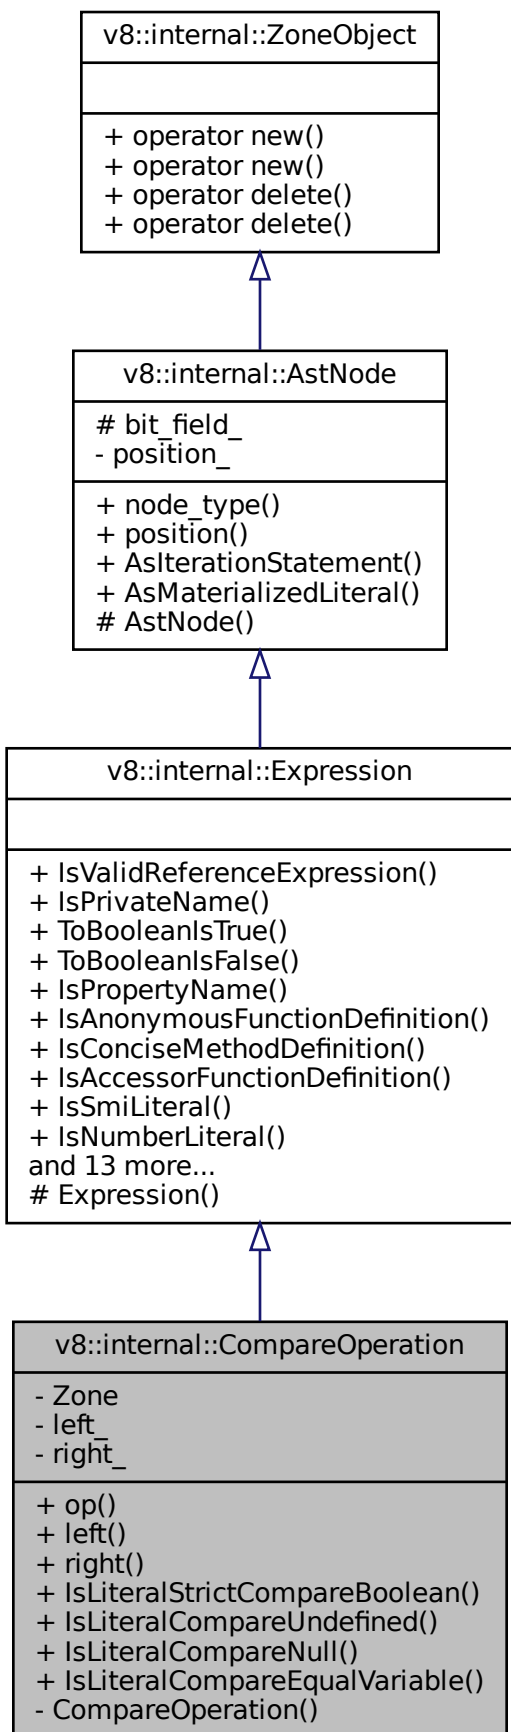 v8::internal::ZoneObject
+ operator new()
+ operator new()
+ operator delete()
+ operator delete()
v8::internal::AstNode
# bit_field_
- position_
+ node_type()
+ position()
+ AsIterationStatement()
+ AsMaterializedLiteral()
# AstNode()
v8::internal::Expression
+ IsValidReferenceExpression()
+ IsPrivateName()
+ ToBooleanIsTrue()
+ ToBooleanIsFalse()
+ IsPropertyName()
+ IsAnonymousFunctionDefinition()
+ IsConciseMethodDefinition()
+ IsAccessorFunctionDefinition()
+ IsSmiLiteral()
+ IsNumberLiteral()
and 13 more...
# Expression()
v8::internal::CompareOperation
- Zone
- left_
- right_
+ op()
+ left()
+ right()
+ IsLiteralStrictCompareBoolean()
+ IsLiteralCompareUndefined()
+ IsLiteralCompareNull()
+ IsLiteralCompareEqualVariable()
- CompareOperation()